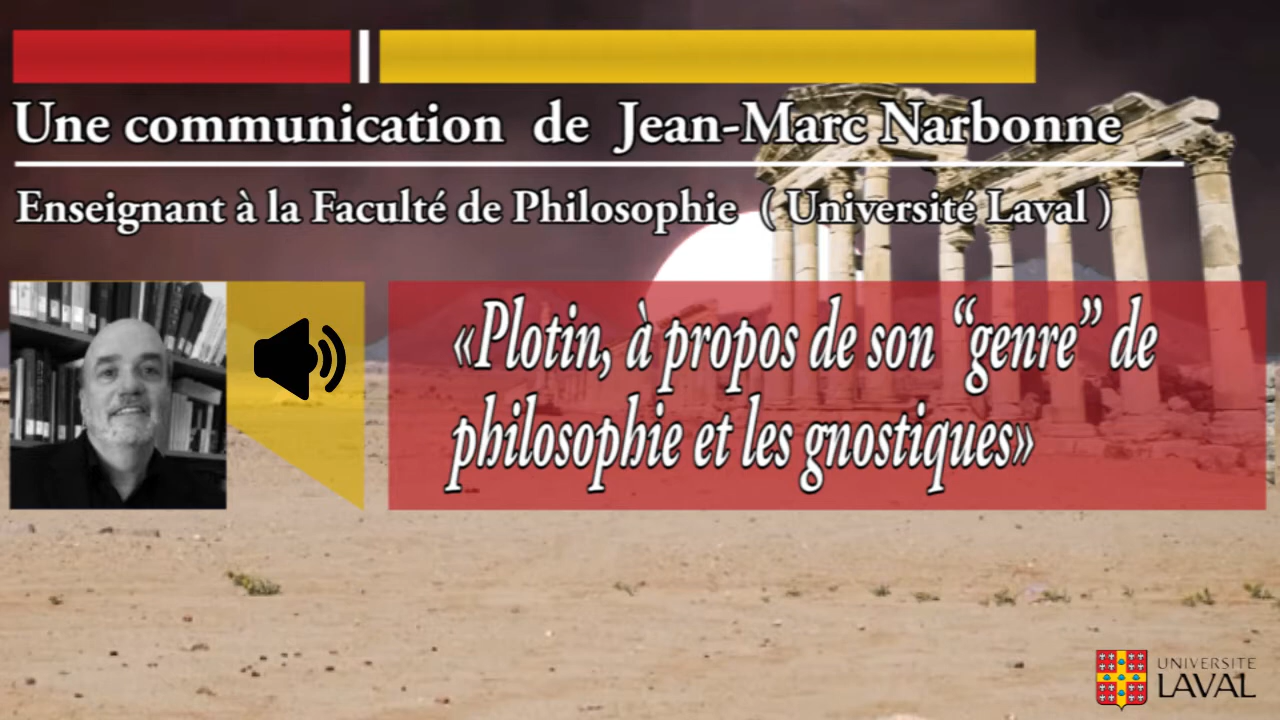 Une communication de Jean-Marc Narbonne
Enseignant à la Faculté de Philosophie ( Université Laval )
«Plotin, à propos de son “genre” de
philosophie et les gnostiques»
UNIVERSITE
LAVAL